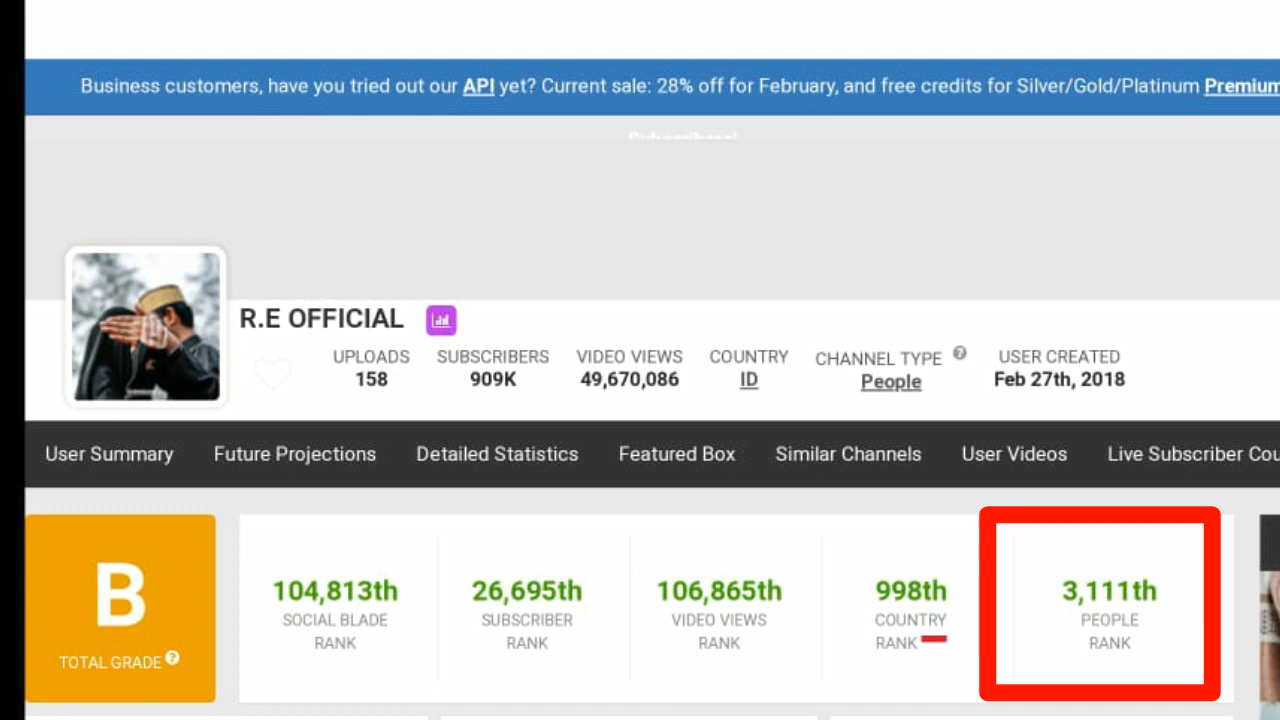 Business customers, have you tried out our API yet? Current sale: 28% off for February, and free credits for Silver/Gold/Platinum Premium
R.E OFFICIAL
UPLOADS SUBSCRIBERS VIDEO VIEWS COUNTRY CHANNEL TYPE ? USER CREATED
158 909K 49,670,086 ID People Feb 27th, 2018
User Summary Future Projections Detailed Statistics Featured Box Similar Channels User Videos Live Subscriber Cou
B
TOTAL GRADE ?
104,813th 26,695th 106,865th 998th 3,111th
SOCIAL BLADE SUBSCRIBER VIDEO VIEWS COUNTRY PEOPLE
RANK RANK RANK RANK RANK